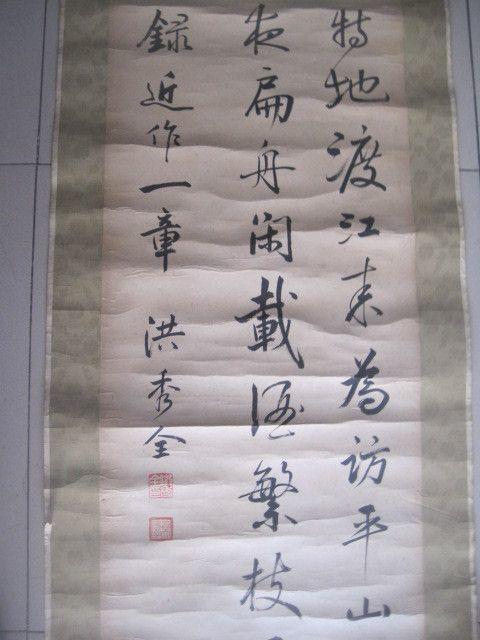 特地渡江来為訪平山
夜扁舟閑載酒繁枝
錄近作一章 洪秀全